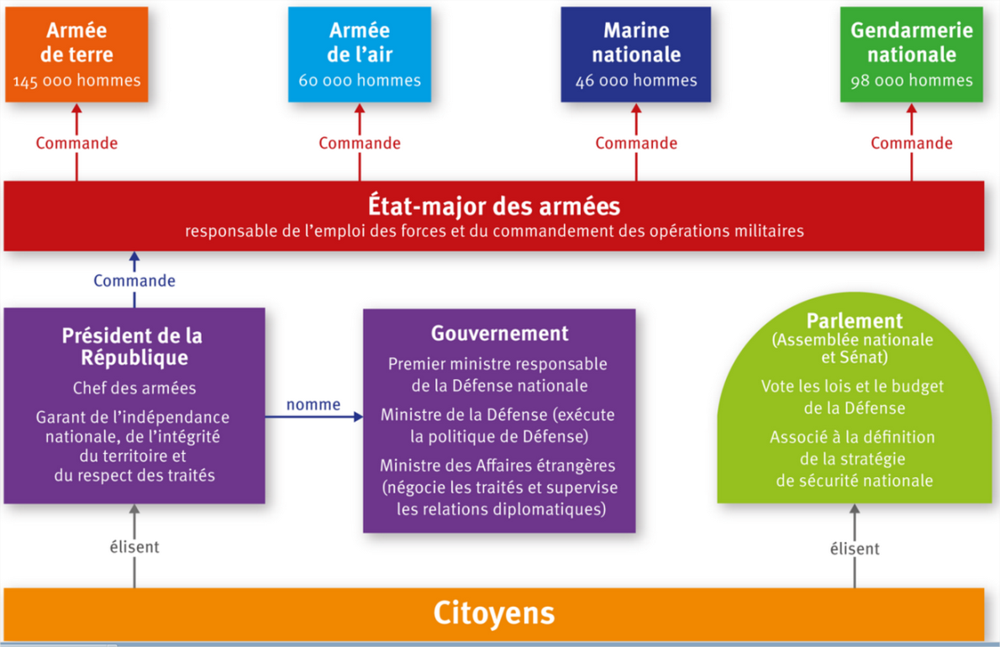 Armée
de terre
145 000 hommes
Armée
de l'air
60 000 hommes
Marine
nationale
46 000 hommes
Gendarmerie
nationale
98 000 hommes
Commande
Commande
Commande
Commande
État-major des armées
responsable de l'emploi des forces et du commandement des opérations militaires
Commande
Président de la
République
Chef des armées
Garant de l'indépendance
nationale, de l'intégrité
du territoire et
du respect des traités
nomme
Gouvernement
Premier ministre responsable
de la Défense nationale
Ministre de la Défense (exécute
la politique de Défense)
Ministre des Affaires étrangères
(négocie les traités et supervise
les relations diplomatiques)
Parlement
(Assemblée nationale
et Sénat)
Vote les lois et le budget
de la Défense
Associé à la définition
de la stratégie
de sécurité nationale
élisent
élisent
Citoyens